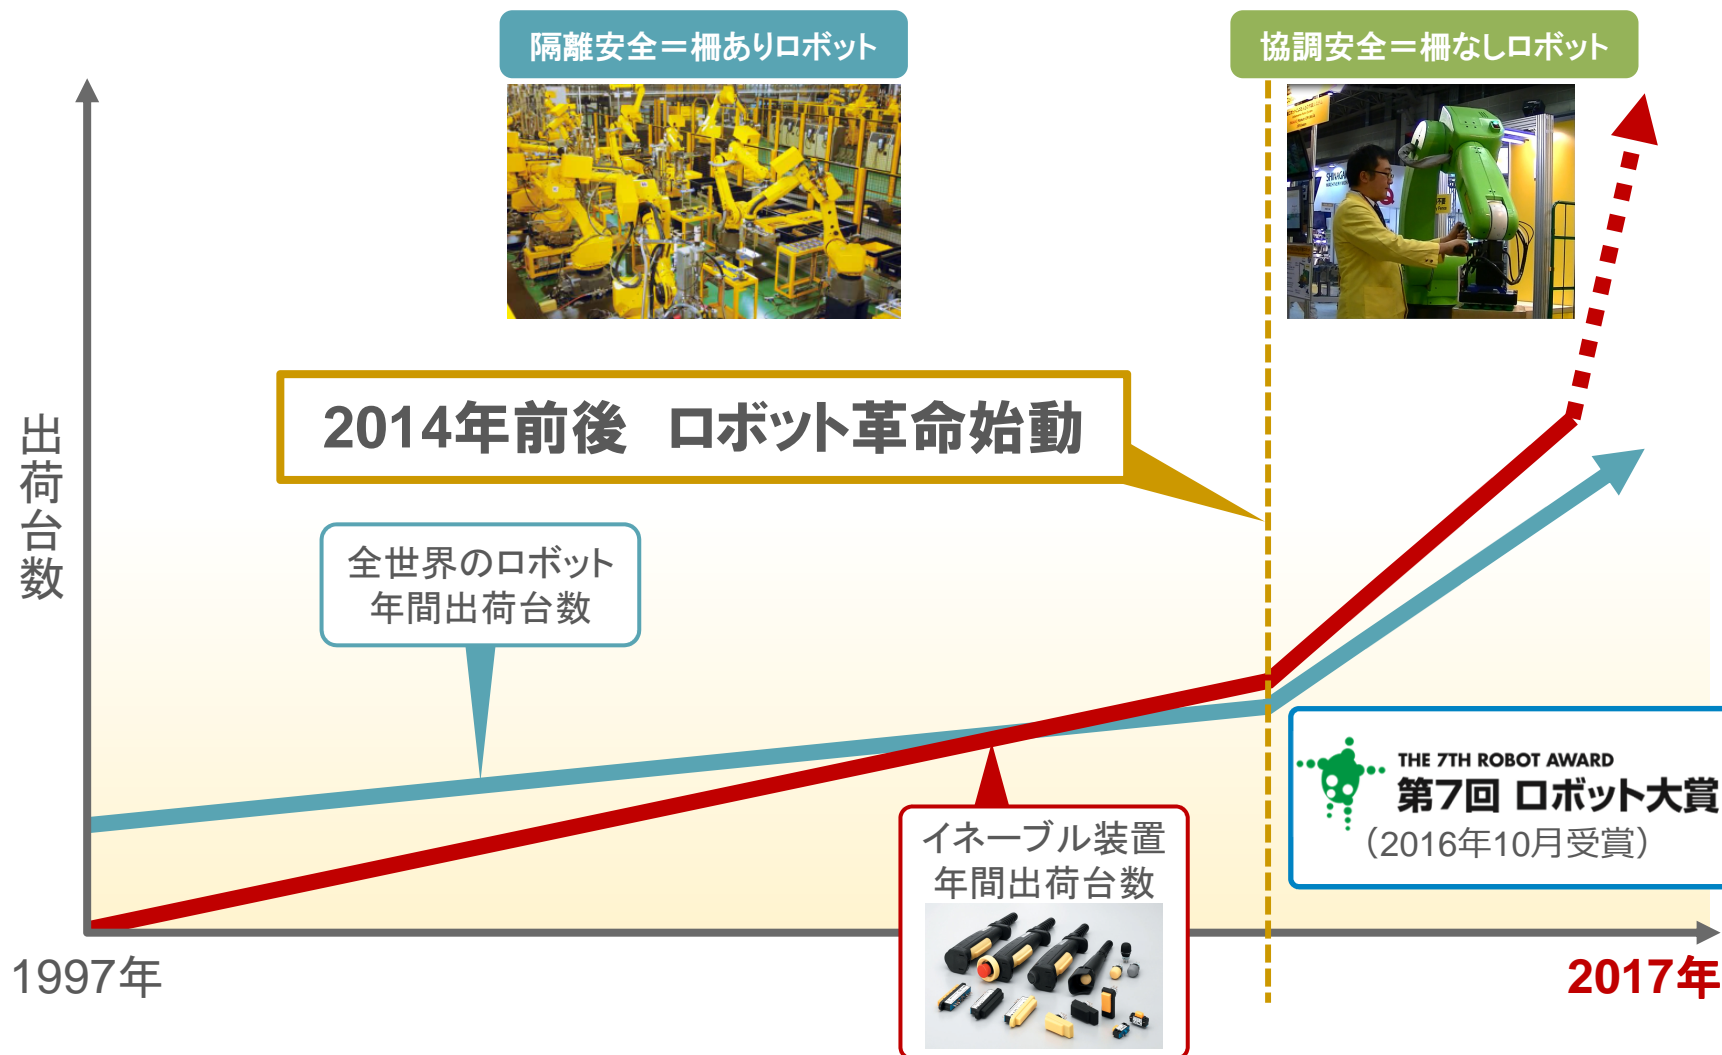 隔離安全＝柵ありロボット
協調安全＝柵なしロボット
SHINAGAWA
出荷台数
2014年前後　ロボット革命始動
全世界のロボット
年間出荷台数
THE 7TH ROBOT AWARD
第7回 ロボット大賞
（2016年10月受賞）
イネーブル装置
年間出荷台数
1997年
2017年